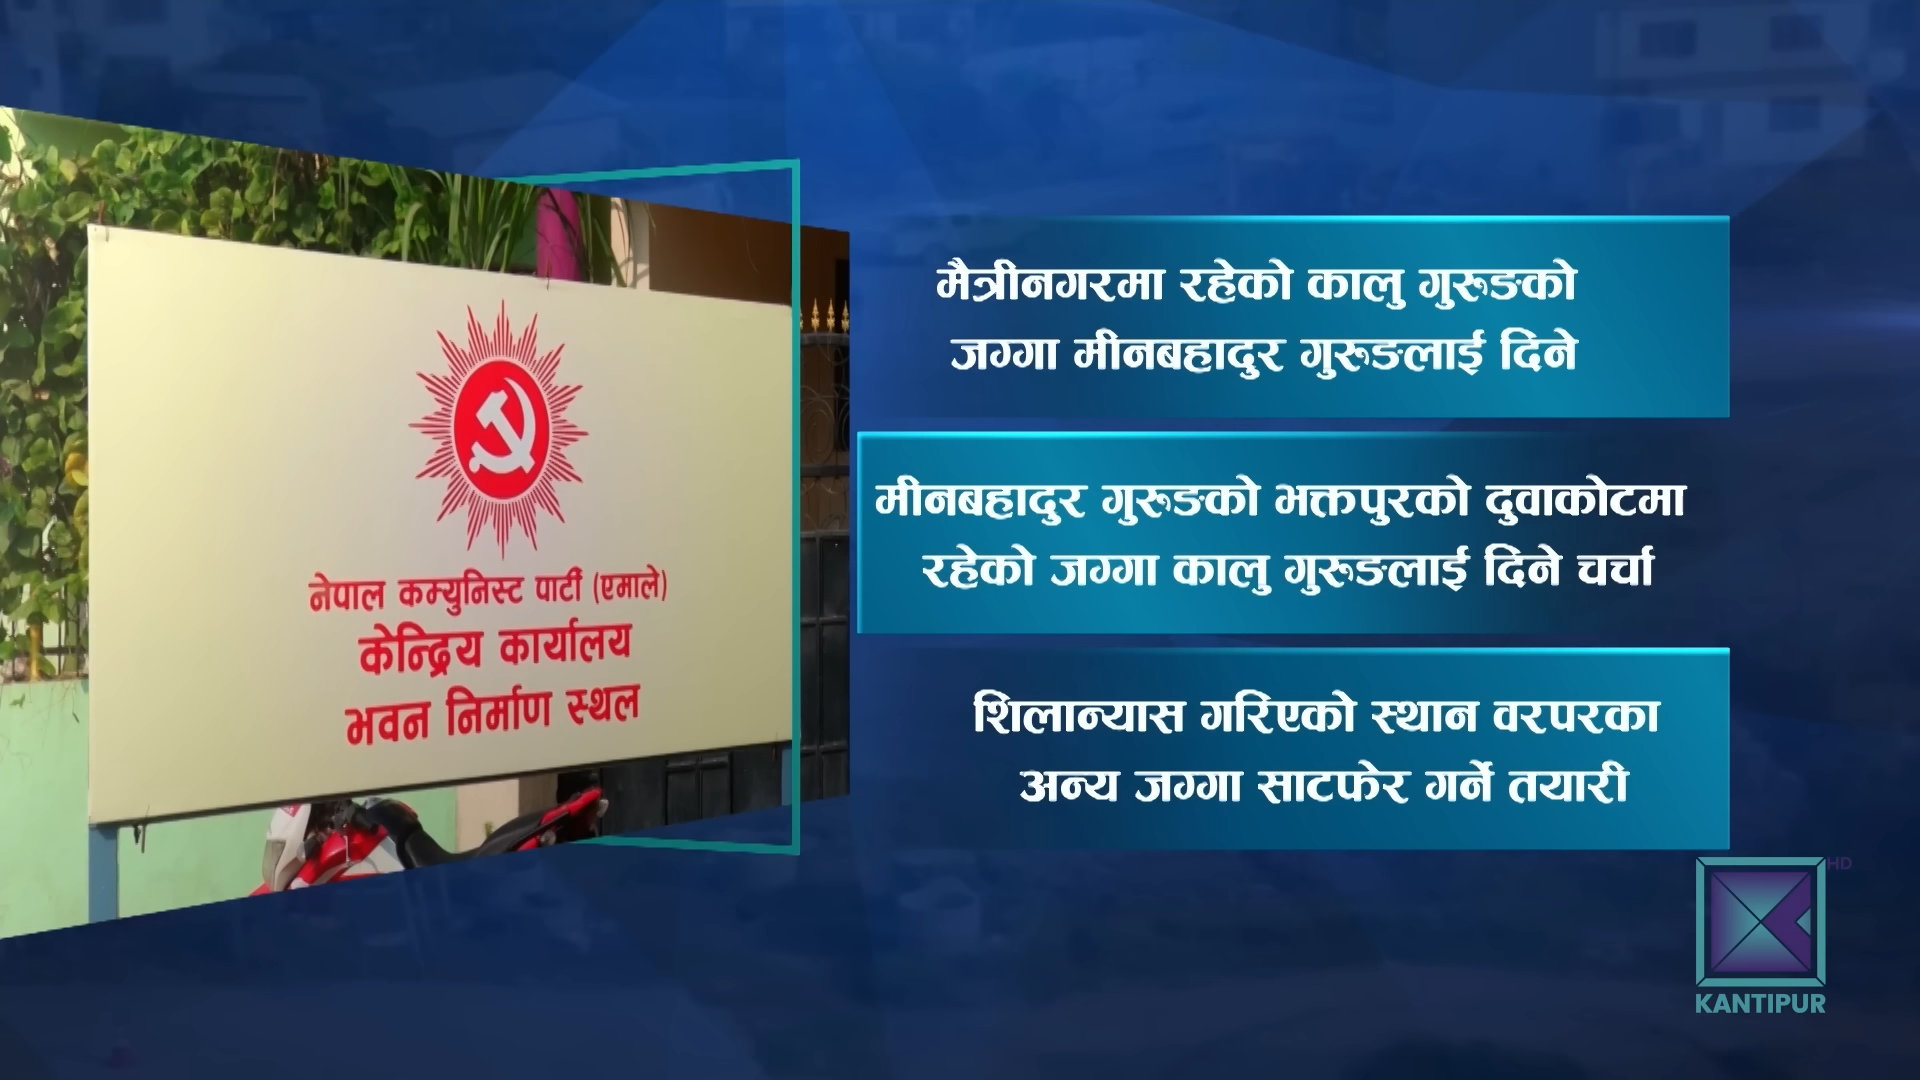 नेपाल कम्युनिस्ट पार्टी (एमाले)
केन्द्रिय कार्यालय
भवन निर्माण स्थल
मैत्रीनगरमा रहेको कालु गुरुङको
जग्गा मीनबहादुर गुरुङलाई दिने
मीनबहादुर गुरुङको भक्तपुरको दुवाकोटमा
रहेको जग्गा कालु गुरुङलाई दिने चर्चा
शिलान्यास गरिएको स्थान वरपरका
अन्य जग्गा साटफेर गर्ने तयारी
HD
KANTIPUR